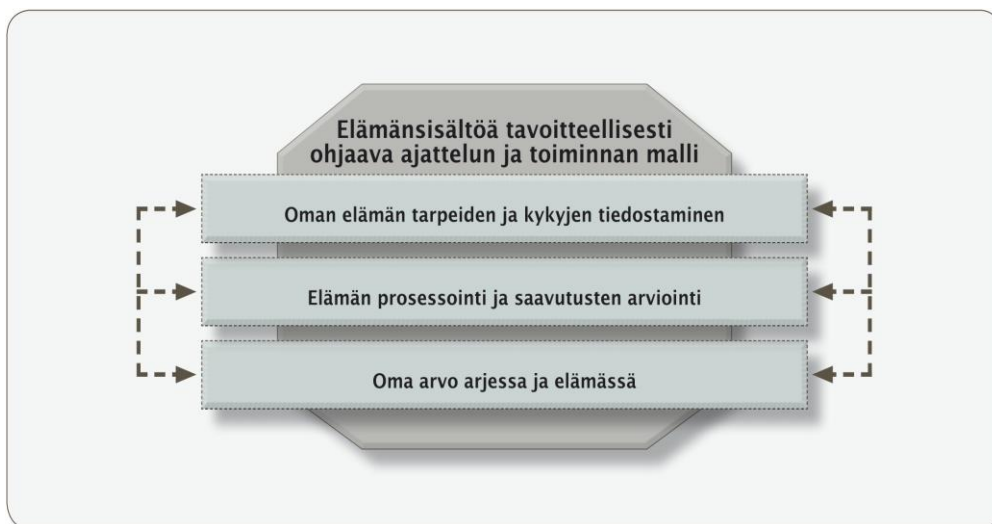 Elämänsisältöä tavoitteellisesti
ohjaava ajattelun ja toiminnan malli
Oman elämän tarpeiden ja kykyjen tiedostaminen
Elämän prosessointi ja saavutusten arviointi
Oma arvo arjessa ja elämässä